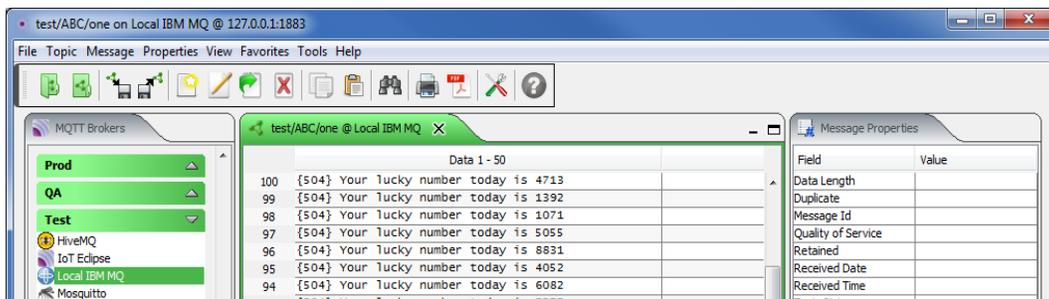 test/ABC/one on Local IBM MQ @ 127.0.0.1:1883
File Topic Message Properties View Favorites Tools Help
PDF
MQTT Brokers
test/ABC/one @ Local IBM MQ
Message Properties
Prod
QA
Test
HiveMQ
IoT Eclipse
Local IBM MQ
Mosquitto
Data 1 - 50
100 {504} Your lucky number today is 4713
99 {504} Your lucky number today is 1392
98 {504} Your lucky number today is 1071
97 {504} Your lucky number today is 5055
96 {504} Your lucky number today is 8831
95 {504} Your lucky number today is 4052
94 {504} Your lucky number today is 6082
Field Value
Data Length
Duplicate
Message Id
Quality of Service
Retained
Received Date
Received Time